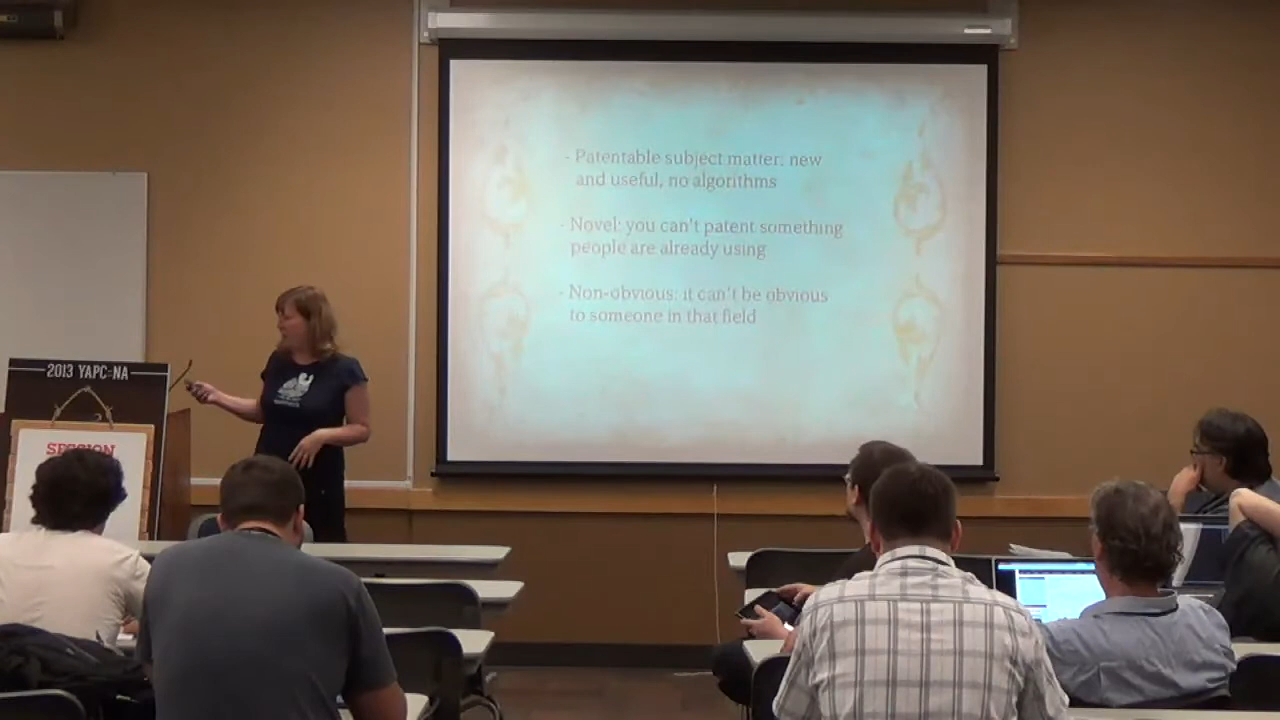 - Patentable subject matter: new
and useful, no algorithms
- Novel: you can't patent something
people are already using
- Non-obvious: it can't be obvious
to someone in that field
2013 YAPC::NA
SESSION